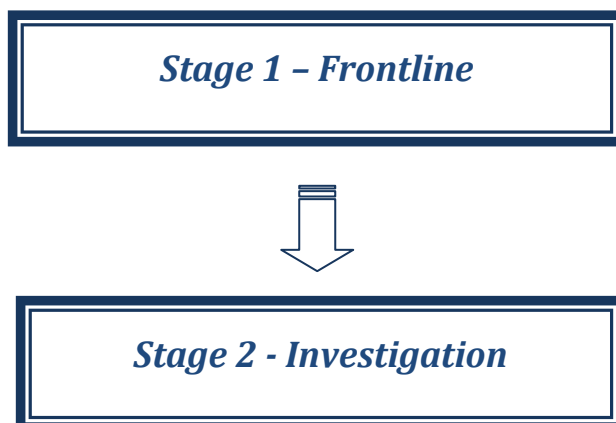 Stage 1 – Frontline
Stage 2 - Investigation